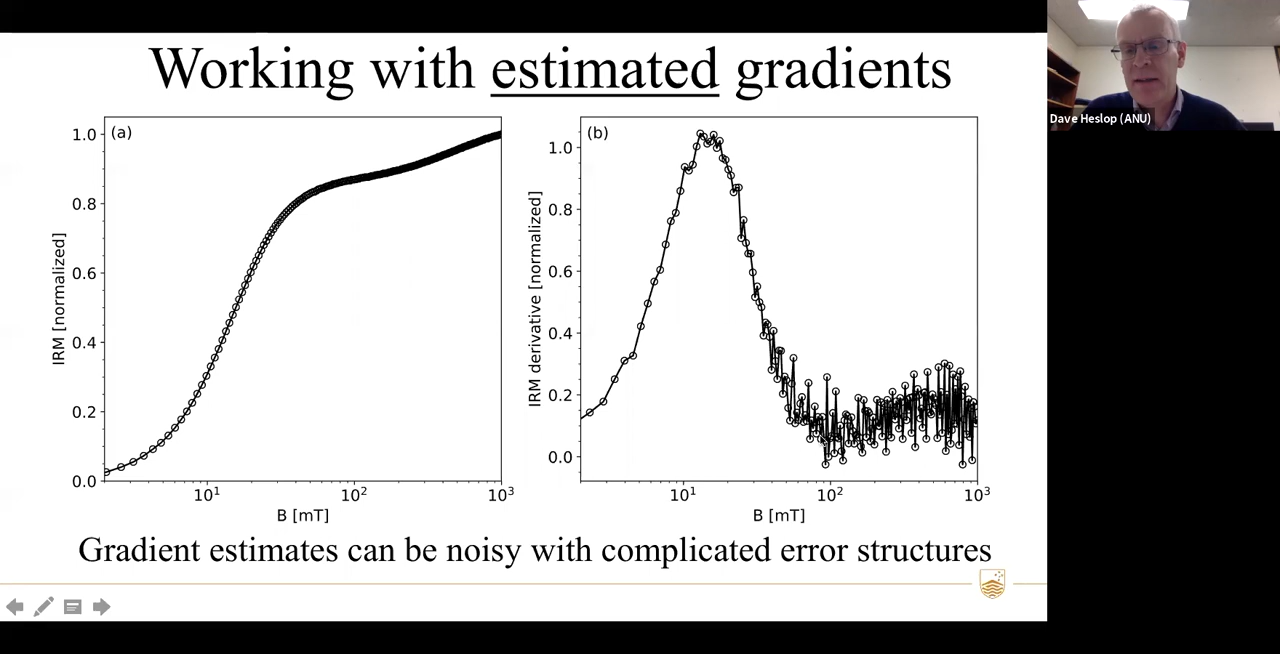 Working with estimated gradients
(a)
IRM [normalized]
1.0
0.8
0.6
0.4
0.2
0.0
10¹
10²
10³
B [mT]
(b)
IRM derivative [normalized]
1.0
0.8
0.6
0.4
0.2
0.0
10¹
10²
10³
B [mT]
Gradient estimates can be noisy with complicated error structures
Dave Heslop (ANU)